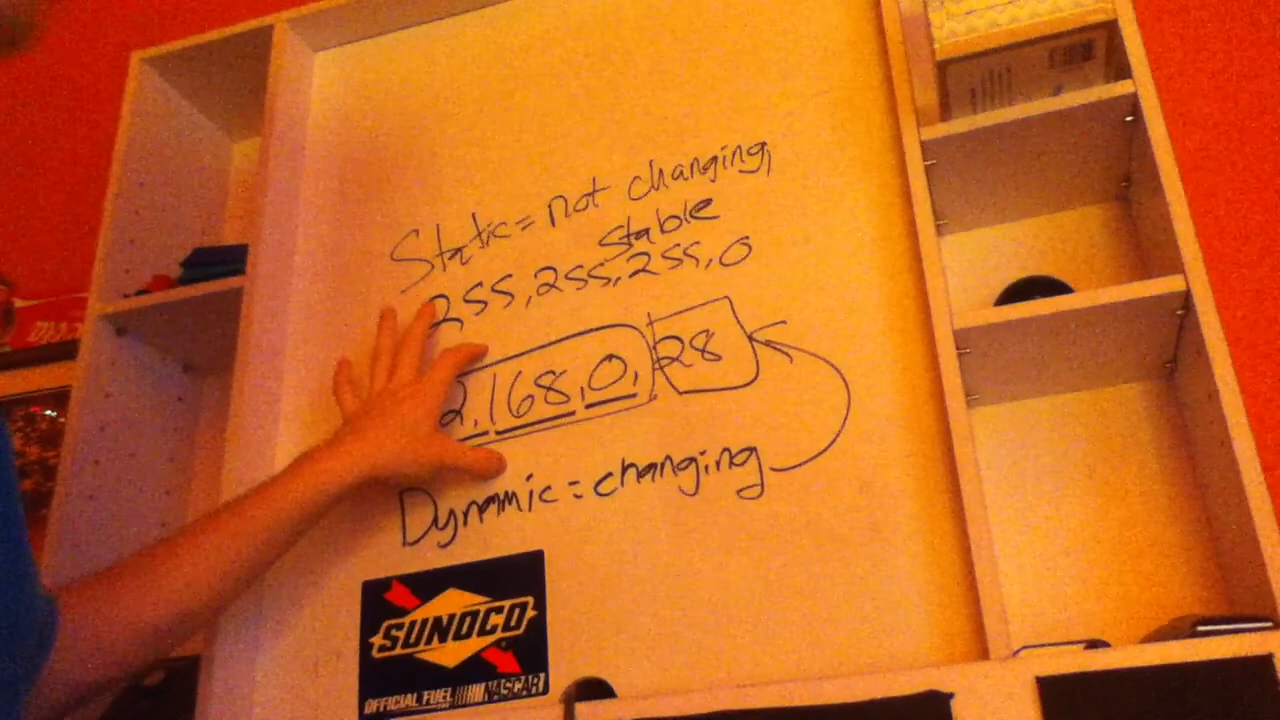 Static = not changing,
stable
255,255,255,0
2,168,0,28
Dynamic = changing
SUNOCO
OFFICIAL FUEL NASCAR